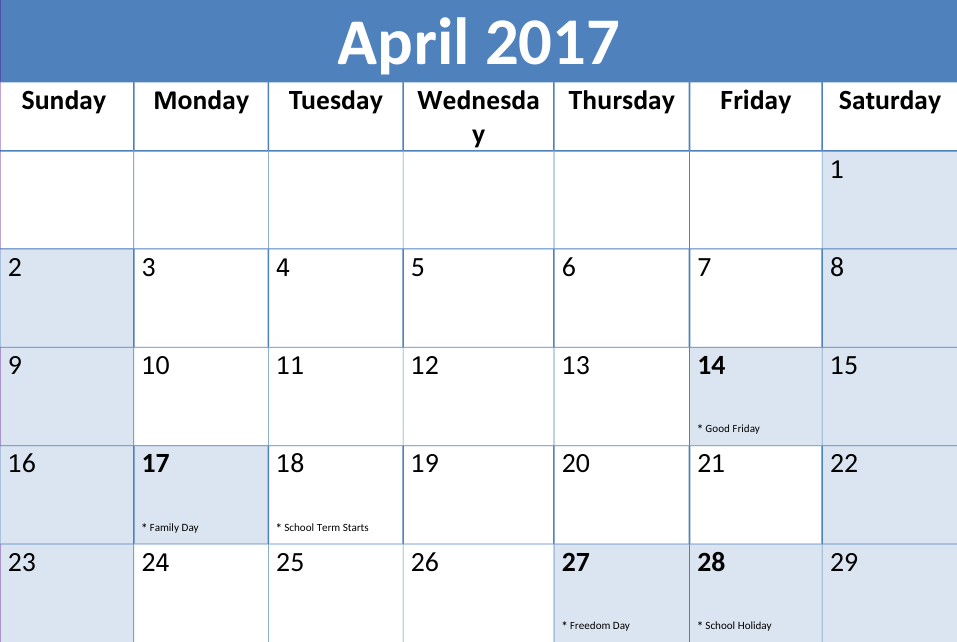 April 2017
Sunday Monday Tuesday Wednesda Thursday Friday Saturday
y
1
2 3 4 5 6 7 8
9 10 11 12 13 14 15
* Good Friday
16 17 18 19 20 21 22
* Family Day * School Term Starts
23 24 25 26 27 28 29
* Freedom Day * School Holiday